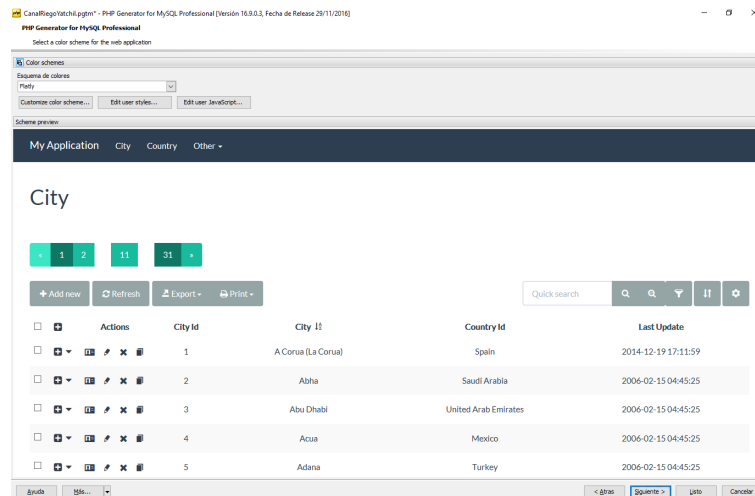 CanalRiegoYatchil.pgtm* - PHP Generator for MySQL Professional [Versión 16.9.0.3, Fecha de Release 29/11/2016]
PHP Generator for MySQL Professional
Select a color scheme for the web application
Color schemes
Esquema de colores
Flatly
Customize color scheme... Edit user styles... Edit user JavaScript...
Scheme preview
My Application City Country Other
City
« 1 2 11 31 »
Add new Refresh Export Print Quick search
Actions City Id City Country Id Last Update
1 A Corua (La Corua) Spain 2014-12-19 17:11:59
2 Abha Saudi Arabia 2006-02-15 04:45:25
3 Abu Dhabi United Arab Emirates 2006-02-15 04:45:25
4 Acua Mexico 2006-02-15 04:45:25
5 Adana Turkey 2006-02-15 04:45:25
Ayuda Más... < Atras Siguiente > Listo Cancelar